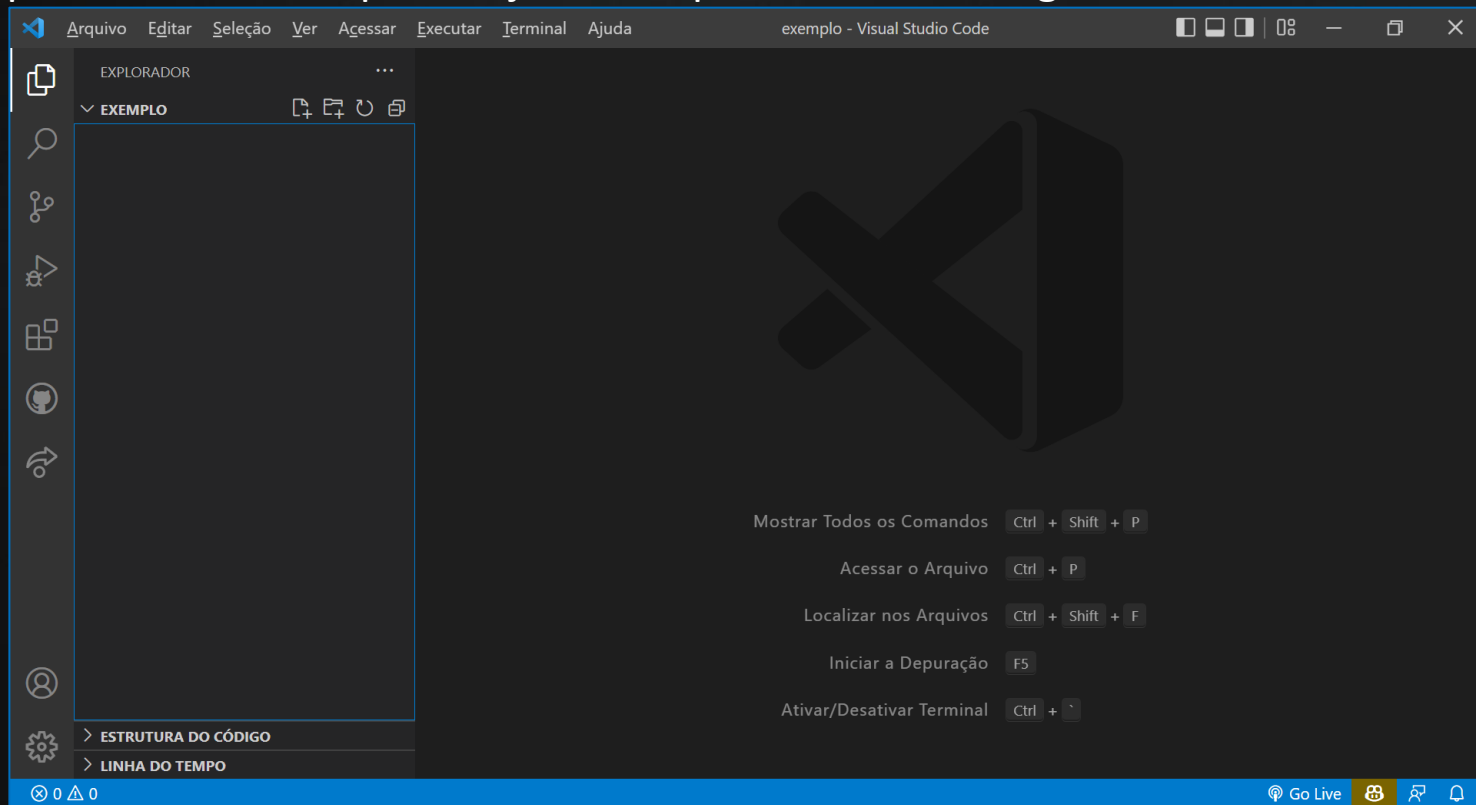 Arquivo Editar Seleção Ver Acessar Executar Terminal Ajuda exemplo - Visual Studio Code
EXPLORADOR
EXEMPLO
Mostrar Todos os Comandos Ctrl + Shift + P
Acessar o Arquivo Ctrl + P
Localizar nos Arquivos Ctrl + Shift + F
Iniciar a Depuração F5
Ativar/Desativar Terminal Ctrl + `
ESTRUTURA DO CÓDIGO
LINHA DO TEMPO
0 0 Go Live